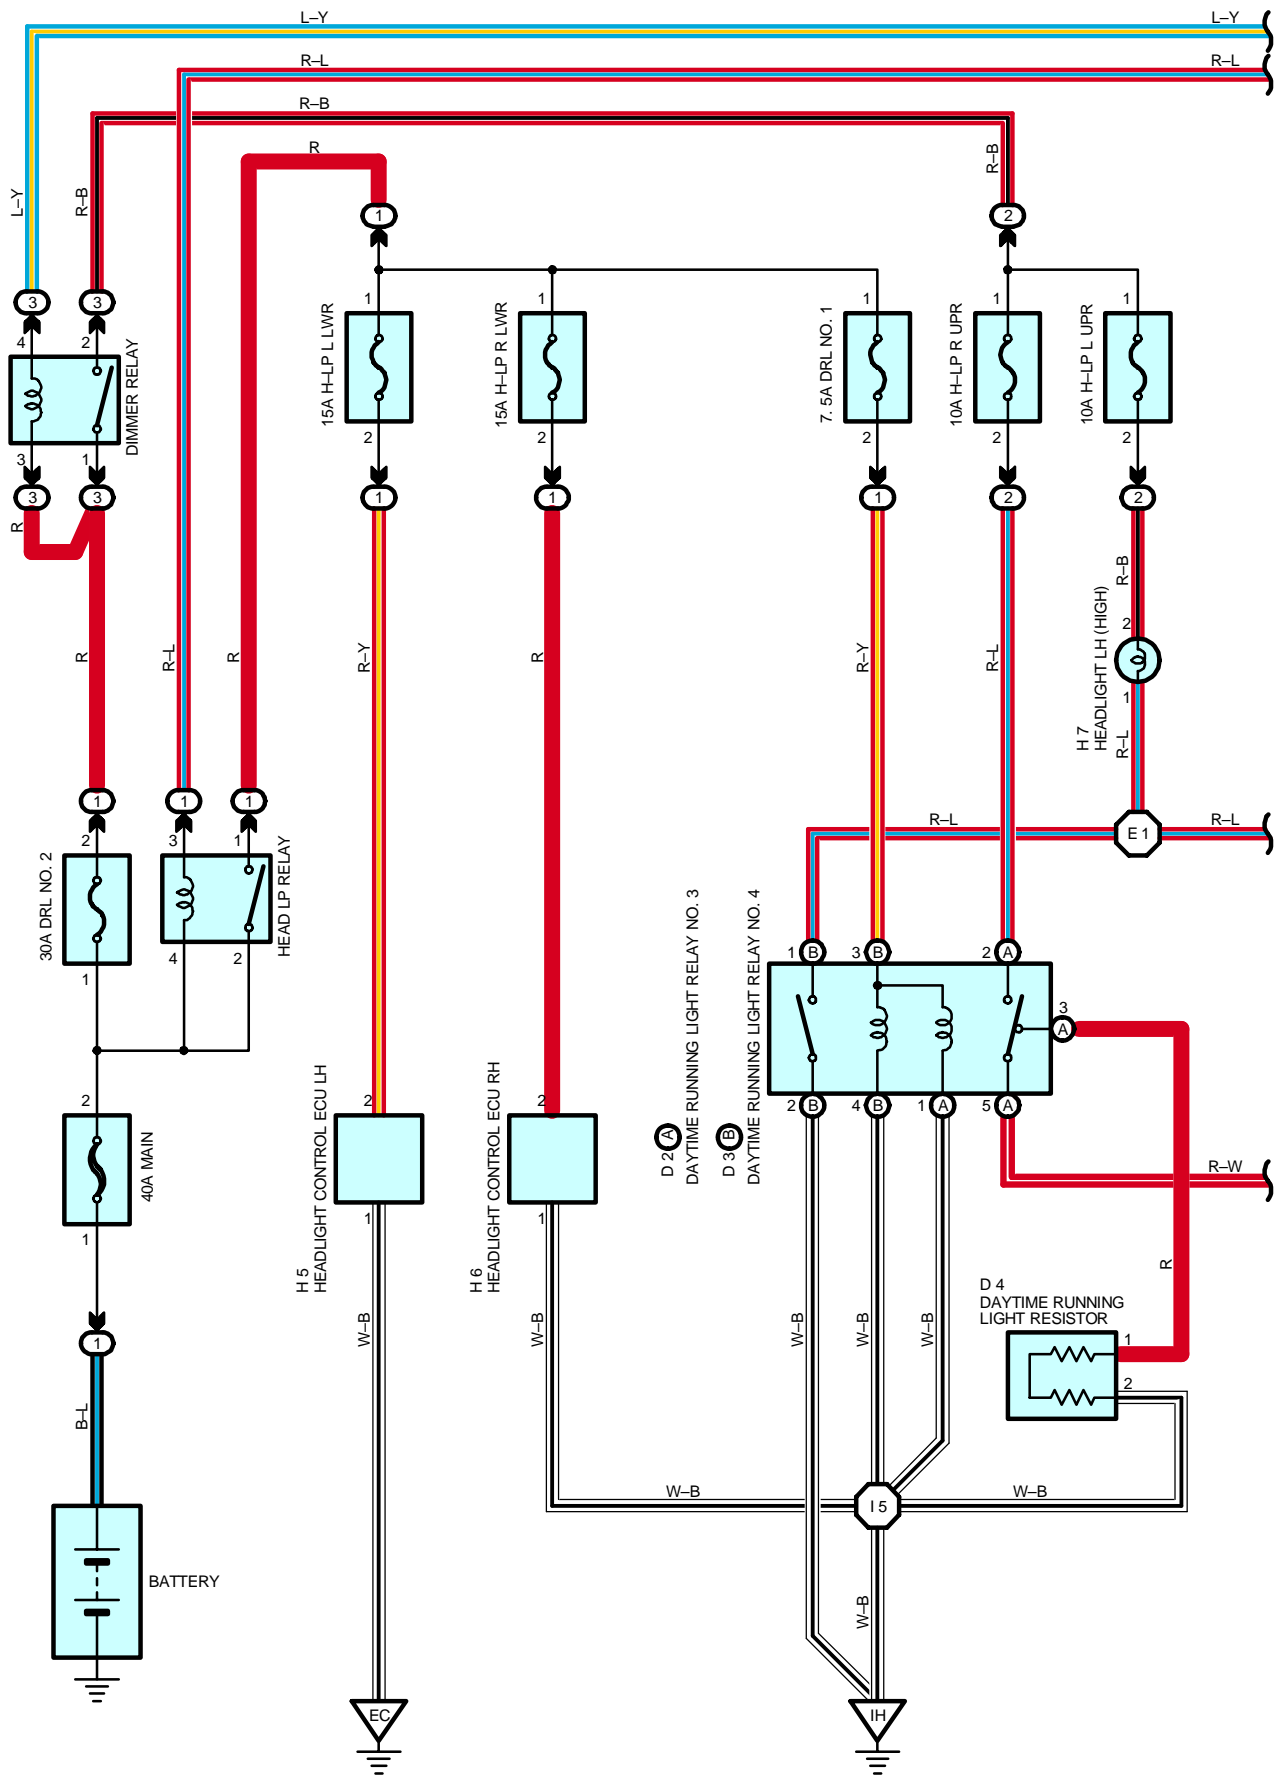 L–Y
L–Y
R–L
R–L
R–B
R
R–B
L–Y
R–B
1
2
3
3
1
1
1
1
1
4
2
15A H–LP L LWR
15A H–LP R LWR
7. 5A DRL NO. 1
10A H–LP R UPR
10A H–LP L UPR
DIMMER RELAY
2
2
2
2
2
3
1
3
3
1
1
1
2
2
R
R–B
H 7
HEADLIGHT LH (HIGH)
2
1
R–L
R
R–L
R
R–Y
R
R–Y
R–L
1
1
1
2
3
1
R–L
E 1
R–L
30A DRL NO. 2
HEAD LP RELAY
1
4
2
1
B
3
B
2
A
3
A
D 2
A
DAYTIME RUNNING LIGHT RELAY NO. 3
D 3
B
DAYTIME RUNNING LIGHT RELAY NO. 4
2
B
4
B
1
A
5
A
2
40A MAIN
1
2
1
H 5
HEADLIGHT CONTROL ECU LH
2
1
H 6
HEADLIGHT CONTROL ECU RH
R–W
R
D 4
DAYTIME RUNNING
LIGHT RESISTOR
1
2
1
W–B
W–B
W–B
W–B
W–B
B–L
W–B
I 5
W–B
BATTERY
W–B
EC
IH